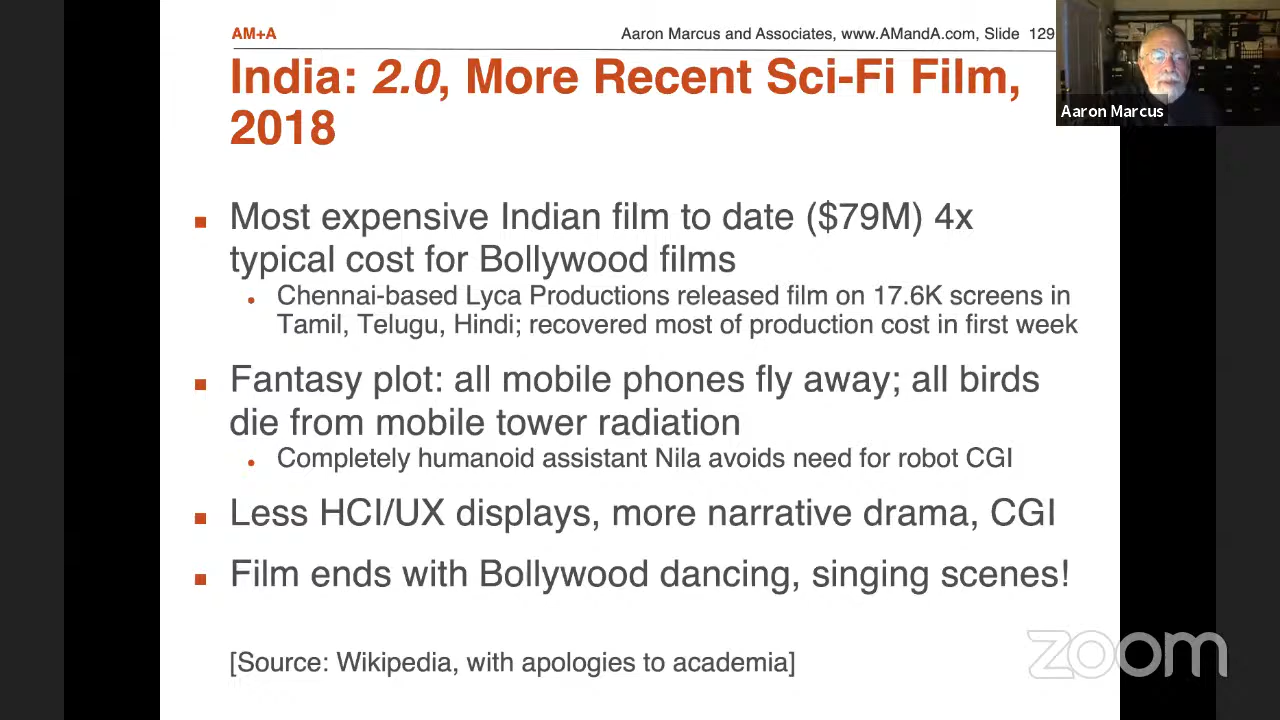 AM+A
Aaron Marcus and Associates, www.AMandA.com, Slide 129
India: 2.0, More Recent Sci-Fi Film,
2018
Aaron Marcus
▪ Most expensive Indian film to date ($79M) 4x
typical cost for Bollywood films
• Chennai-based Lyca Productions released film on 17.6K screens in
Tamil, Telugu, Hindi; recovered most of production cost in first week
▪ Fantasy plot: all mobile phones fly away; all birds
die from mobile tower radiation
• Completely humanoid assistant Nila avoids need for robot CGI
▪ Less HCI/UX displays, more narrative drama, CGI
▪ Film ends with Bollywood dancing, singing scenes!
[Source: Wikipedia, with apologies to academia]
zoom